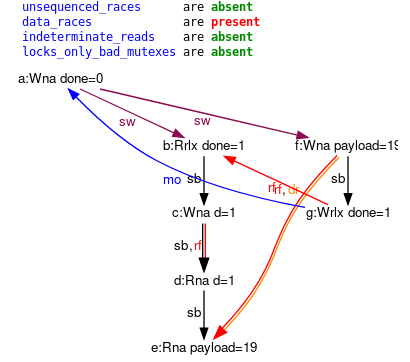 unsequenced_races are absent
data_races are present
indeterminate_reads are absent
locks_only_bad_mutexes are absent
a:Wna done=0
sw
sw
b:Rrlx done=1
f:Wna payload=19
mo
sb
sb
rf
rf,dr
c:Wna d=1
g:Wrlx done=1
sb,rf
d:Rna d=1
sb
e:Rna payload=19